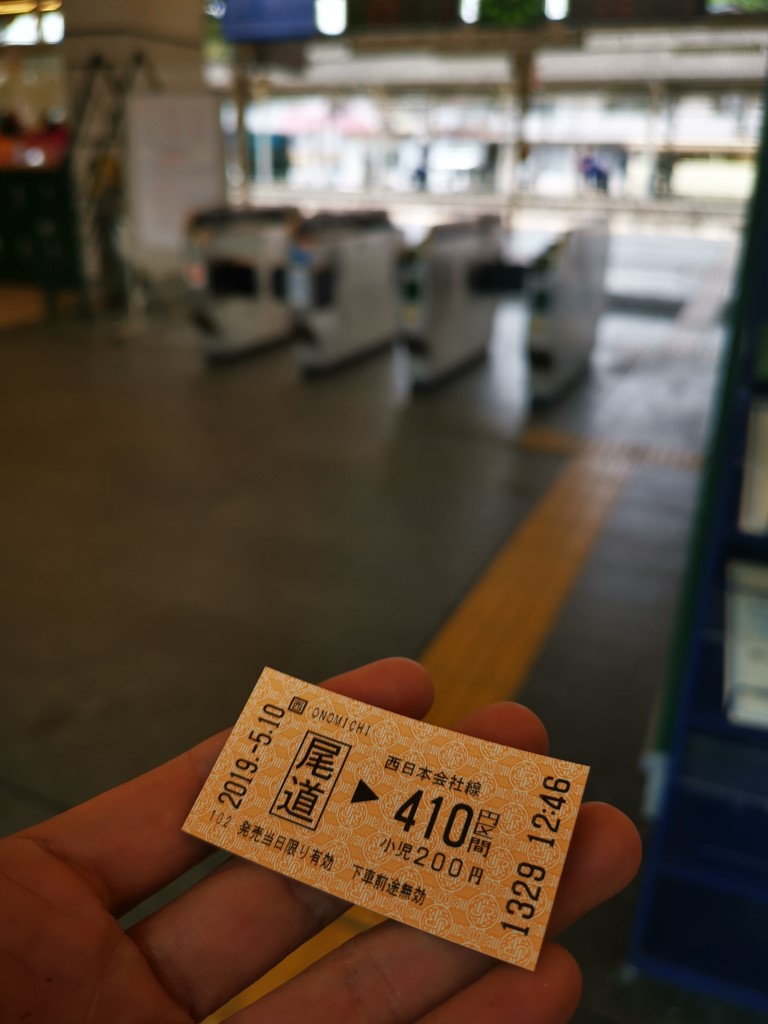 2019.-5.10
西 ONOMICHI
尾道
▶
西日本会社線
410円区間
小児200円
102 発売当日限り有効 下車前途無効
1329 12:46